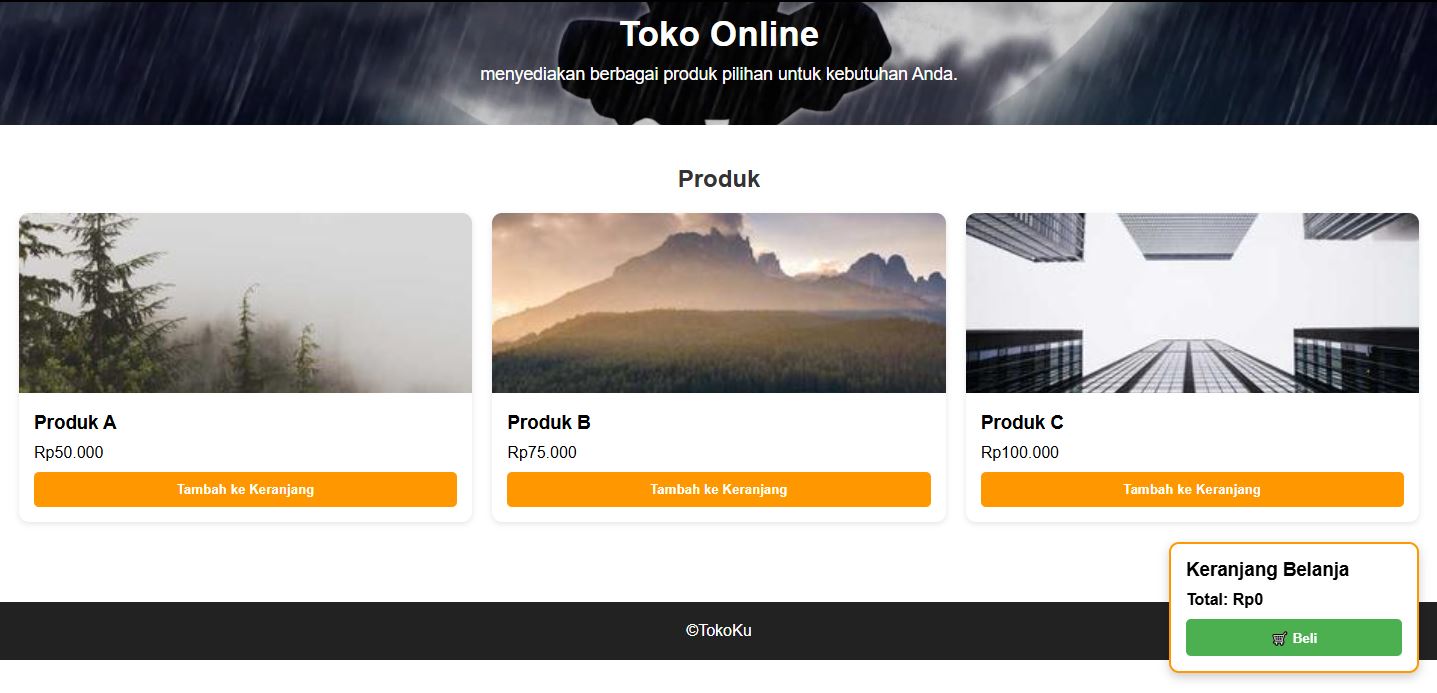 Toko Online
menyediakan berbagai produk pilihan untuk kebutuhan Anda.
Produk
Produk A
Rp50.000
Tambah ke Keranjang
Produk B
Rp75.000
Tambah ke Keranjang
Produk C
Rp100.000
Tambah ke Keranjang
Keranjang Belanja
Total: Rp0
🛒 Beli
©TokoKu